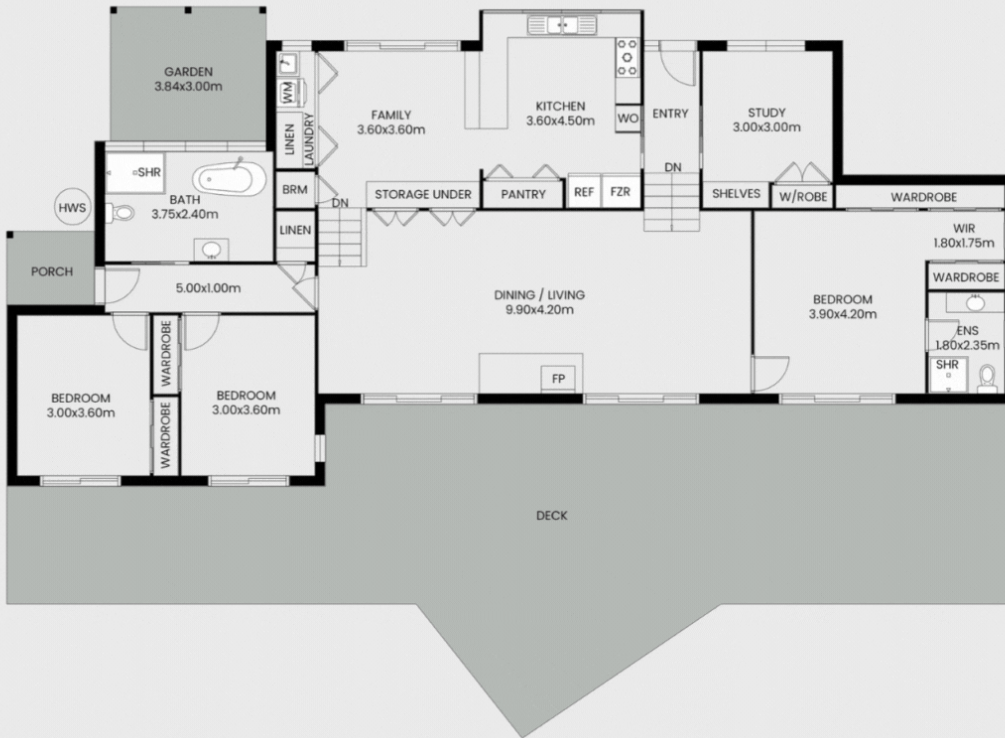 GARDEN
3.84x3.00m
WM
LINEN
LAUNDRY
FAMILY
3.60x3.60m
KITCHEN
3.60x4.50m
WO
ENTRY
STUDY
3.00x3.00m
SHR
BATH
3.75x2.40m
HWS
BRM
DN
STORAGE UNDER
PANTRY
REF
FZR
DN
SHELVES
W/ROBE
WARDROBE
LINEN
WIR
1.80x1.75m
PORCH
5.00x1.00m
DINING / LIVING
9.90x4.20m
BEDROOM
3.90x4.20m
WARDROBE
ENS
1.80x2.35m
SHR
FP
BEDROOM
3.00x3.60m
WARDROBE
WARDROBE
BEDROOM
3.00x3.60m
DECK